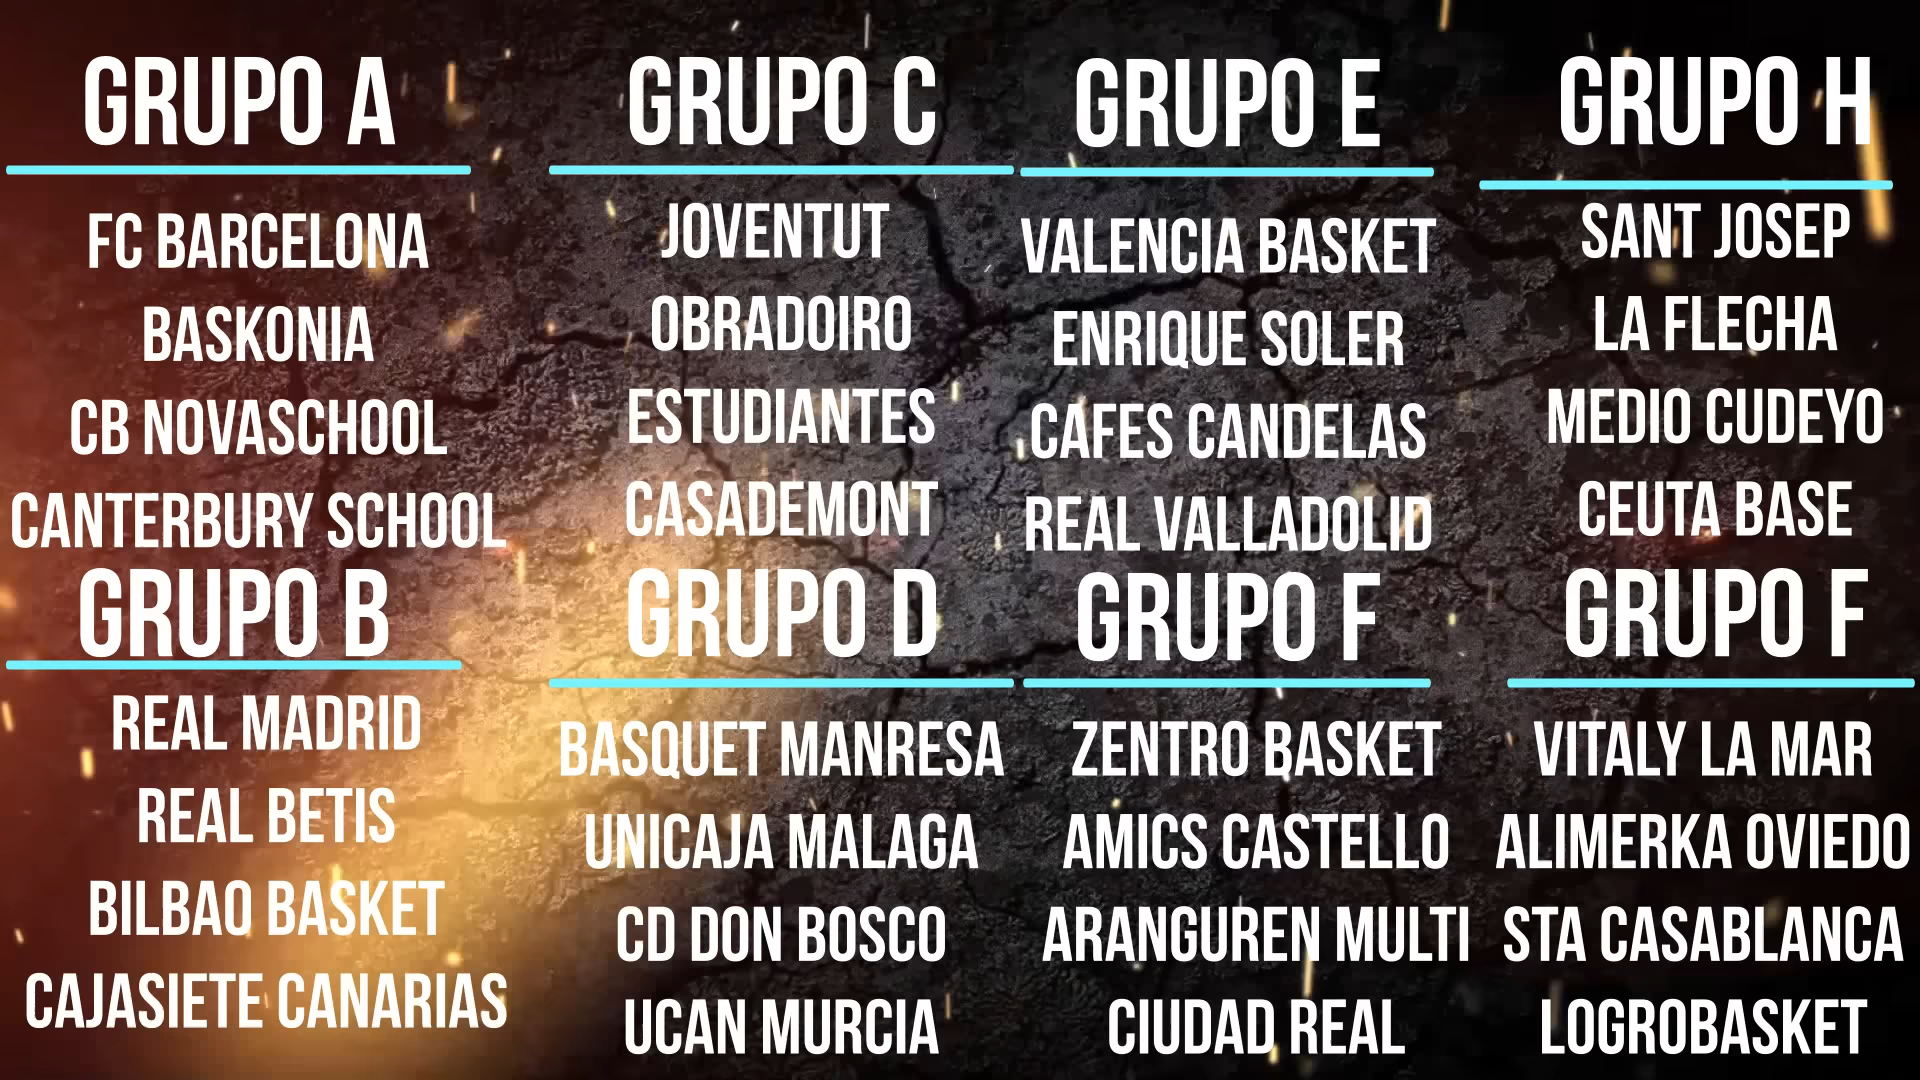 GRUPO A
FC BARCELONA
BASKONIA
CB NOVASCHOOL
CANTERBURY SCHOOL
GRUPO B
REAL MADRID
REAL BETIS
BILBAO BASKET
CAJASIETE CANARIAS
GRUPO C
JOVENTUT
OBRADOIRO
ESTUDIANTES
CASADEMONT
GRUPO D
BASQUET MANRESA
UNICAJA MALAGA
CD DON BOSCO
UCAN MURCIA
GRUPO E
VALENCIA BASKET
ENRIQUE SOLER
CAFES CANDELAS
REAL VALLADOLID
GRUPO F
ZENTRO BASKET
AMICS CASTELLO
ARANGUREN MULTI
CIUDAD REAL
GRUPO H
SANT JOSEP
LA FLECHA
MEDIO CUDEYO
CEUTA BASE
GRUPO F
VITALY LA MAR
ALIMERKA OVIEDO
STA CASABLANCA
LOGROBASKET